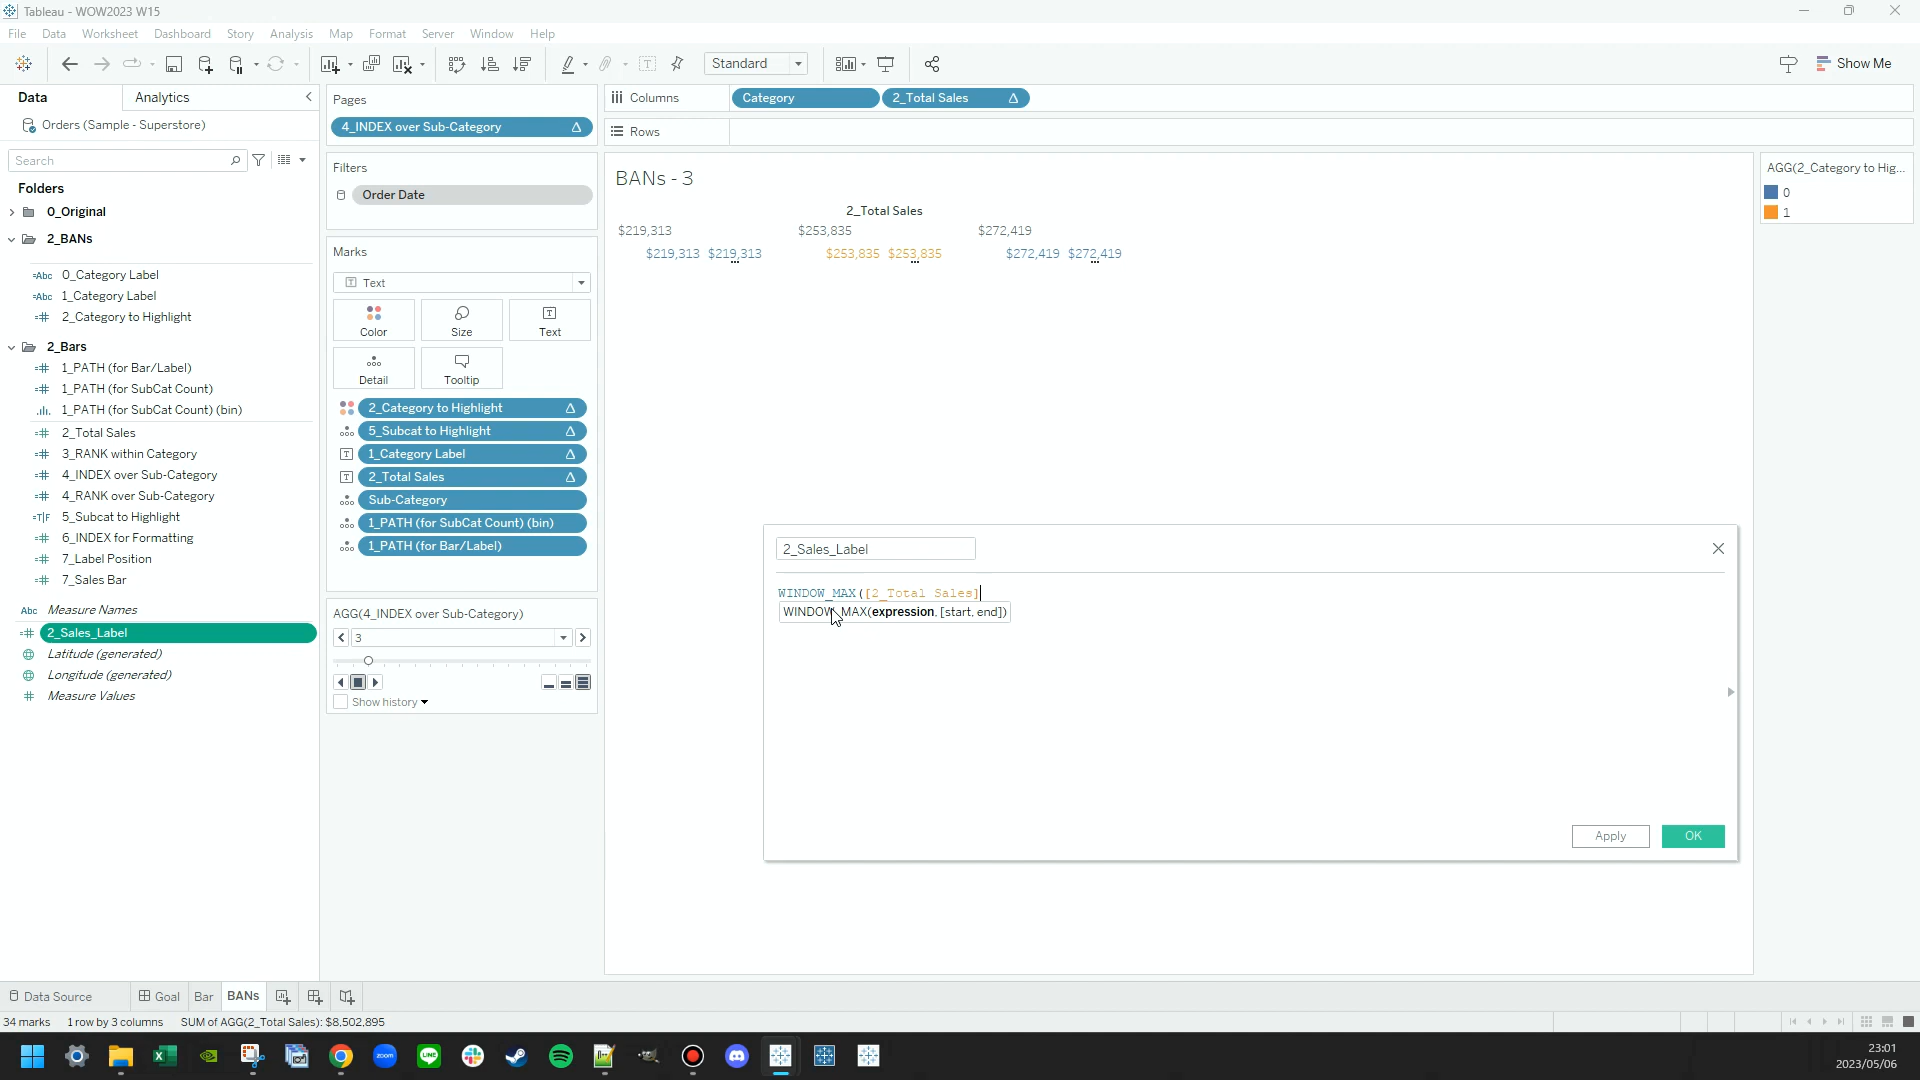 Tableau - WOW2023 W15
File Data Worksheet Dashboard Story Analysis Map Format Server Window Help
Standard
Show Me
Data
Analytics
Orders (Sample - Superstore)
Search
Folders
0_Original
2_BANs
Abc 0_Category Label
Abc 1_Category Label
2_Category to Highlight
2_Bars
1_PATH (for Bar/Label)
1_PATH (for SubCat Count)
1_PATH (for SubCat Count) (bin)
2_Total Sales
3_RANK within Category
4_INDEX over Sub-Category
4_RANK over Sub-Category
=T|F 5_Subcat to Highlight
6_INDEX for Formatting
7_Label Position
7_Sales Bar
Abc Measure Names
2_Sales_Label
Latitude (generated)
Longitude (generated)
Measure Values
Pages
4_INDEX over Sub-Category
Filters
Order Date
Marks
Text
Color
Size
Text
Detail
Tooltip
2_Category to Highlight
5_Subcat to Highlight
1_Category Label
2_Total Sales
Sub-Category
1_PATH (for SubCat Count) (bin)
1_PATH (for Bar/Label)
AGG(4_INDEX over Sub-Category)
3
Show history
Columns
Category
2_Total Sales
Rows
BANs - 3
2_Total Sales
$219,313 $253,835 $272,419
$219,313 $219,313 $253,835 $253,835 $272,419 $272,419
AGG(2_Category to Hig...
0
1
2_Sales_Label
WINDOW_MAX([2_Total Sales]
WINDOW_MAX(expression, [start, end])
Apply
OK
Data Source
Goal
Bar
BANs
34 marks 1 row by 3 columns SUM of AGG(2_Total Sales): $8,502,895
zoom
LINE
23:01
2023/05/06